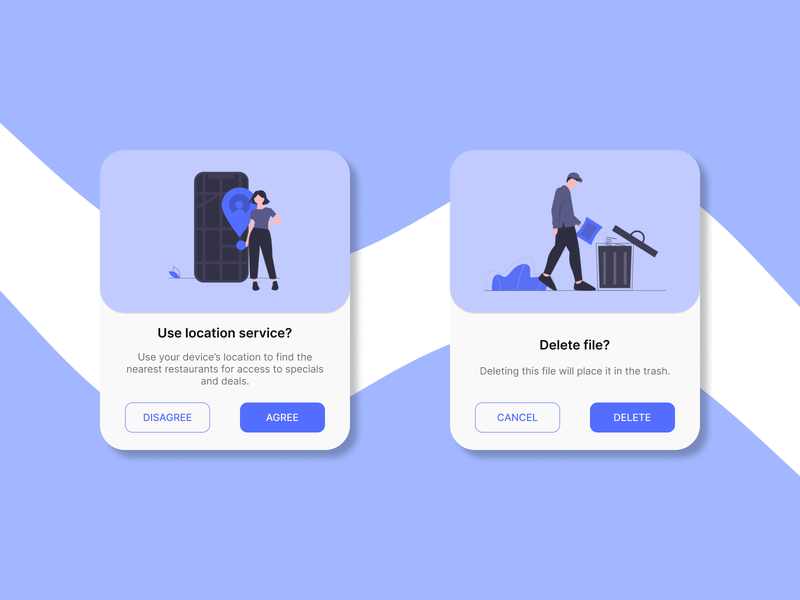 Use location service?
Use your device's location to find the
nearest restaurants for access to specials
and deals.
DISAGREE
AGREE
Delete file?
Deleting this file will place it in the trash.
CANCEL
DELETE